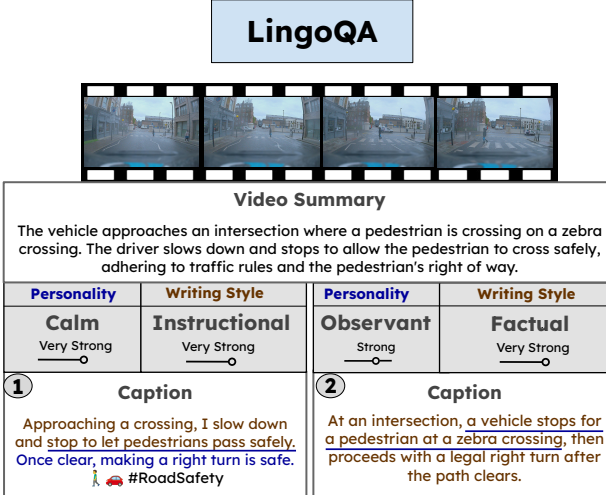 LingoQA
Video Summary
The vehicle approaches an intersection where a pedestrian is crossing on a zebra
crossing. The driver slows down and stops to allow the pedestrian to cross safely,
adhering to traffic rules and the pedestrian's right of way.
Personality
Writing Style
Calm
Instructional
Very Strong
Very Strong
1
Caption
Approaching a crossing, I slow down
and stop to let pedestrians pass safely.
Once clear, making a right turn is safe.
🚶 🚗 #RoadSafety
Personality
Writing Style
Observant
Factual
Strong
Very Strong
2
Caption
At an intersection, a vehicle stops for
a pedestrian at a zebra crossing, then
proceeds with a legal right turn after
the path clears.